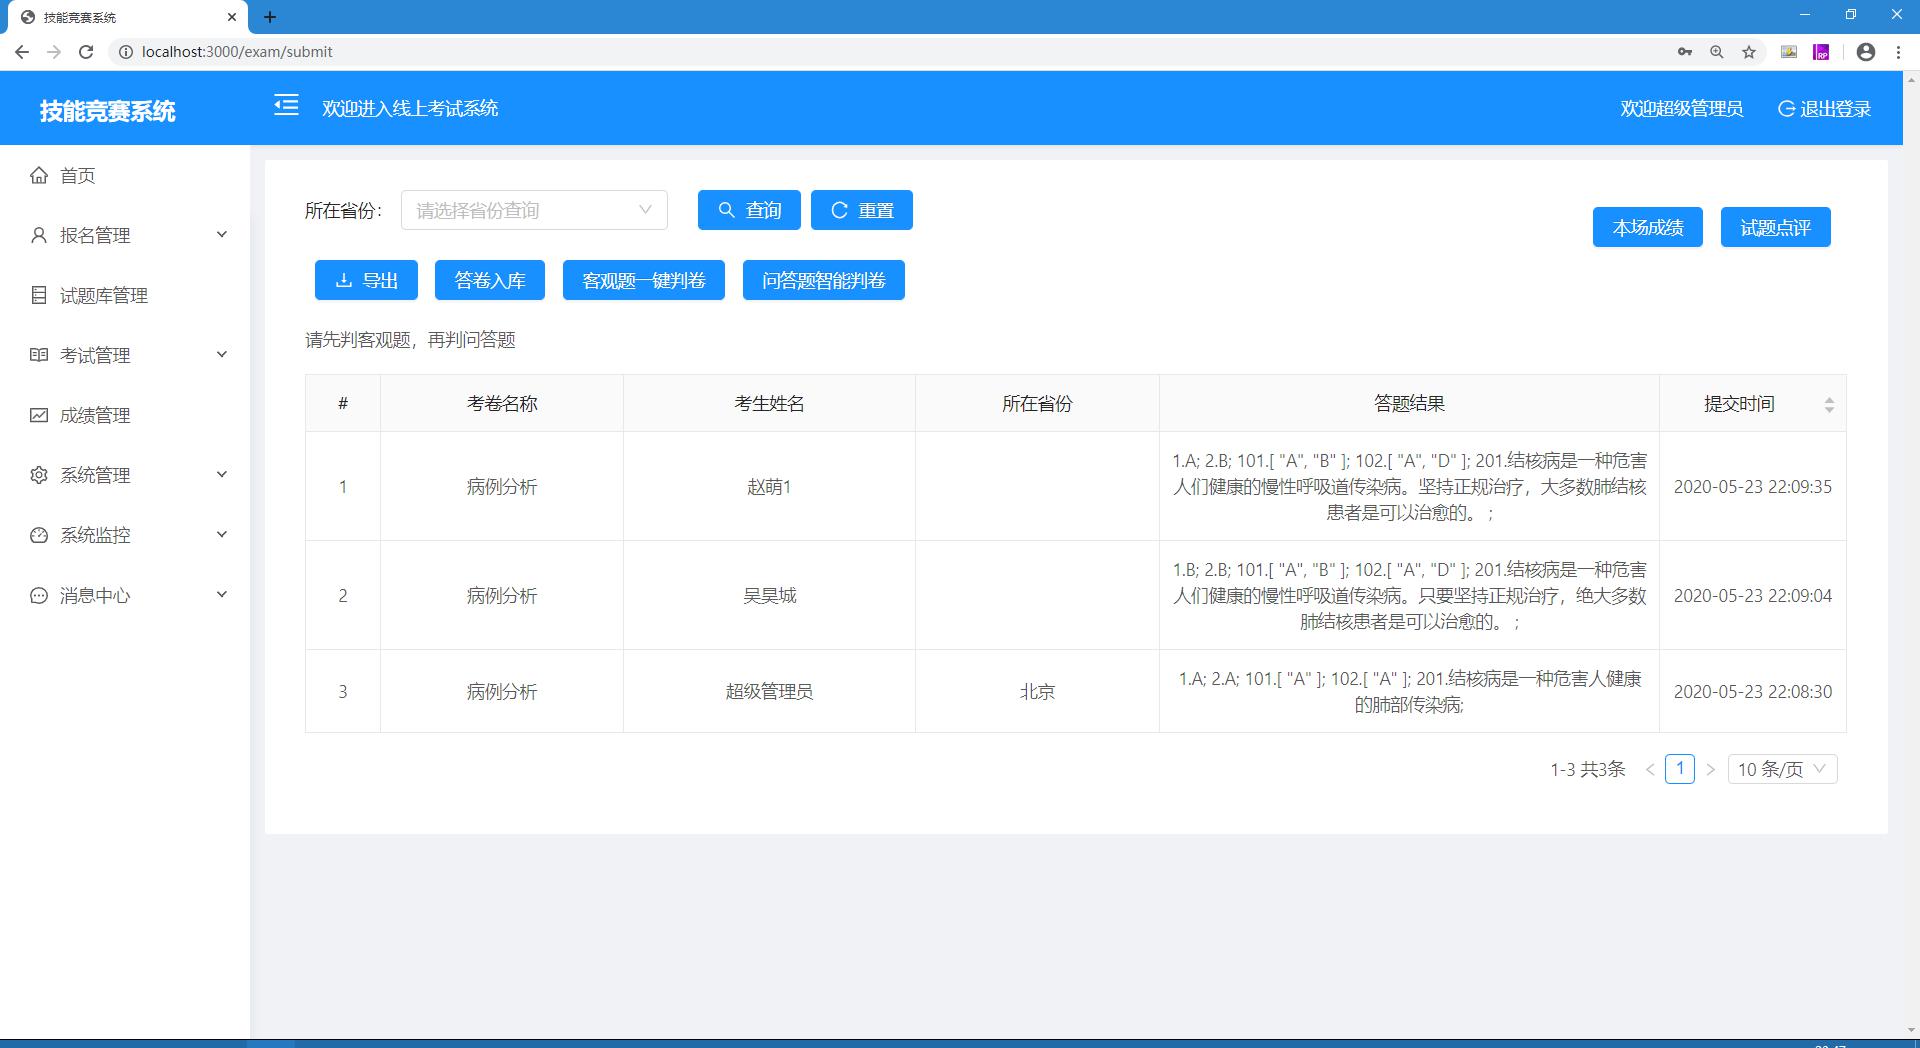 技能竞赛系统
localhost:3000/exam/submit
技能竞赛系统
欢迎进入线上考试系统
欢迎超级管理员
退出登录
首页
报名管理
试题库管理
考试管理
成绩管理
系统管理
系统监控
消息中心
所在省份：
请选择省份查询
查询
重置
本场成绩
试题点评
导出
答卷入库
客观题一键判卷
问答题智能判卷
请先判客观题，再判问答题
# 考卷名称 考生姓名 所在省份 答题结果 提交时间
1 病例分析 赵萌1
1.A; 2.B; 101.[ "A", "B" ]; 102.[ "A", "D" ]; 201.结核病是一种危害
人们健康的慢性呼吸道传染病。坚持正规治疗，大多数肺结核
患者是可以治愈的。 ;
2020-05-23 22:09:35
2 病例分析 吴昊城
1.B; 2.B; 101.[ "A", "B" ]; 102.[ "A", "D" ]; 201.结核病是一种危害
人们健康的慢性呼吸道传染病。只要坚持正规治疗，绝大多数
肺结核患者是可以治愈的。 ;
2020-05-23 22:09:04
3 病例分析 超级管理员 北京
1.A; 2.A; 101.[ "A" ]; 102.[ "A" ]; 201.结核病是一种危害人健康
的肺部传染病;
2020-05-23 22:08:30
1-3 共3条
1
10 条/页